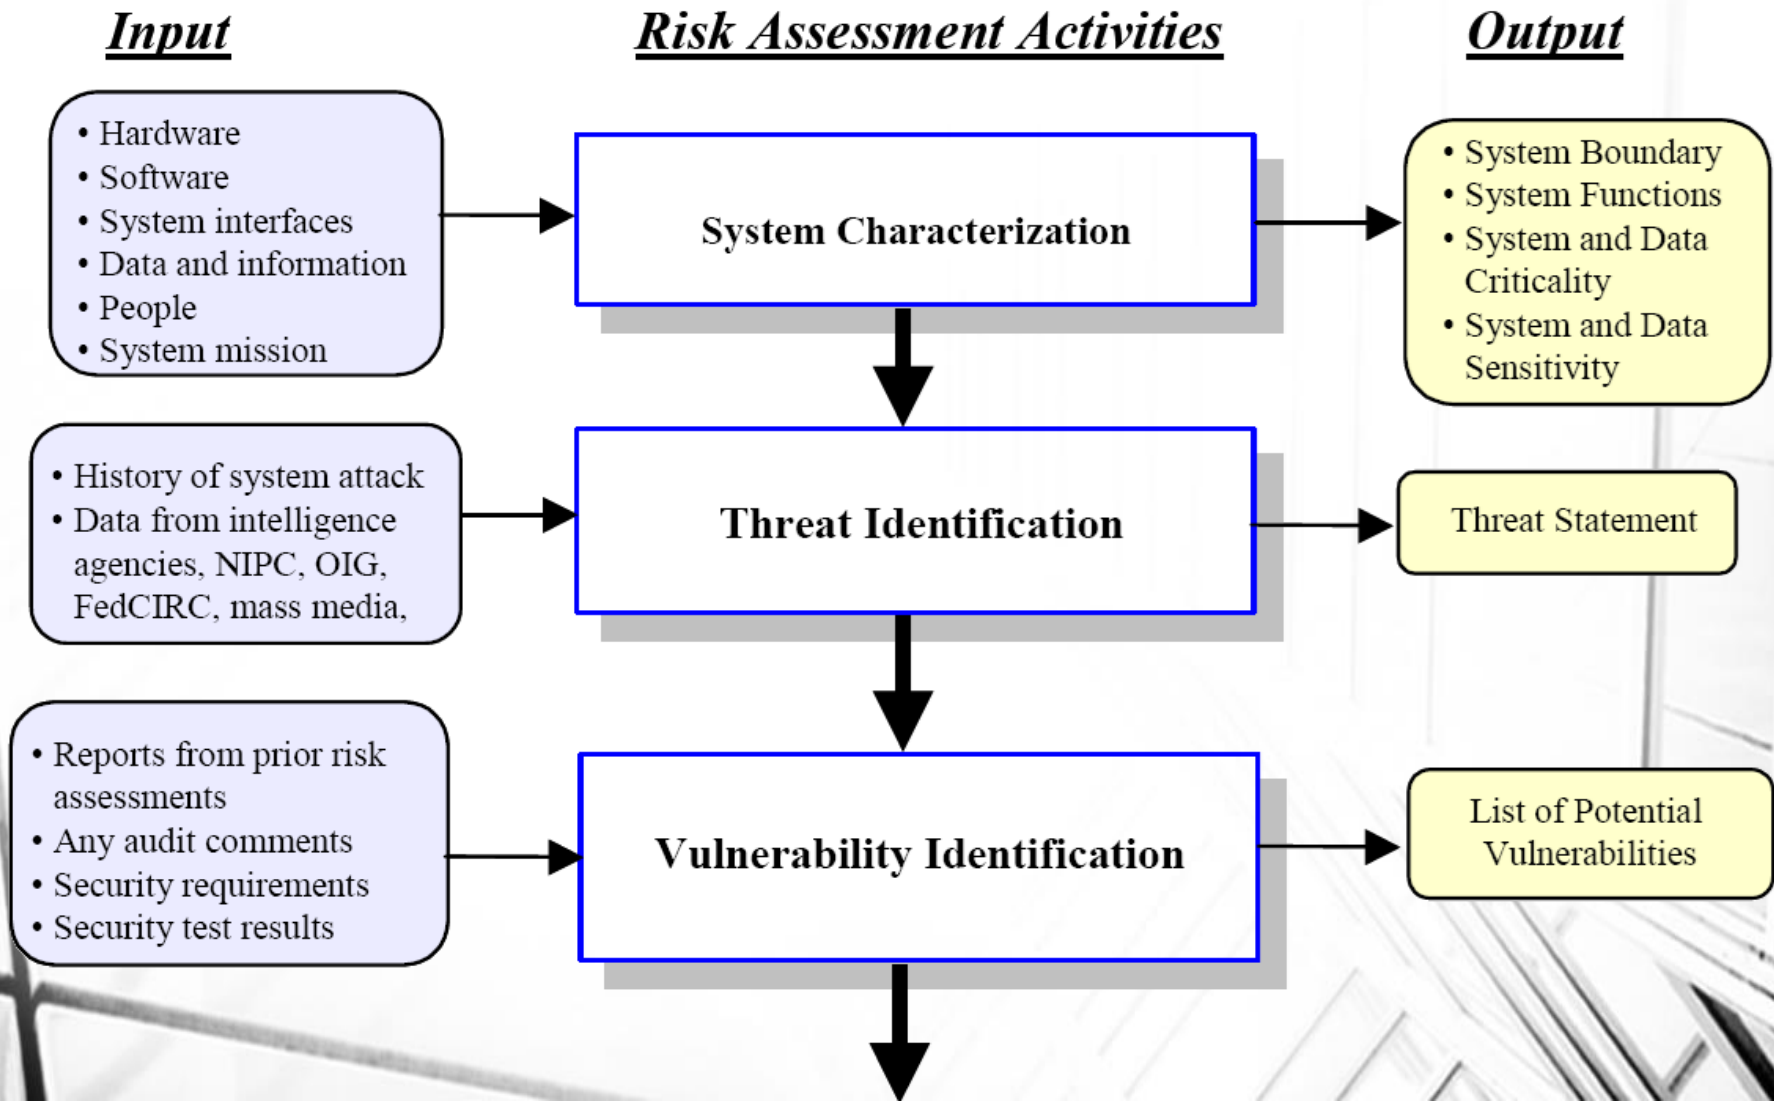 Input
Risk Assessment Activities
Output
• Hardware
• Software
• System interfaces
• Data and information
• People
• System mission
System Characterization
• System Boundary
• System Functions
• System and Data
Criticality
• System and Data
Sensitivity
• History of system attack
• Data from intelligence
agencies, NIPC, OIG,
FedCIRC, mass media,
Threat Identification
Threat Statement
• Reports from prior risk
assessments
• Any audit comments
• Security requirements
• Security test results
Vulnerability Identification
List of Potential
Vulnerabilities